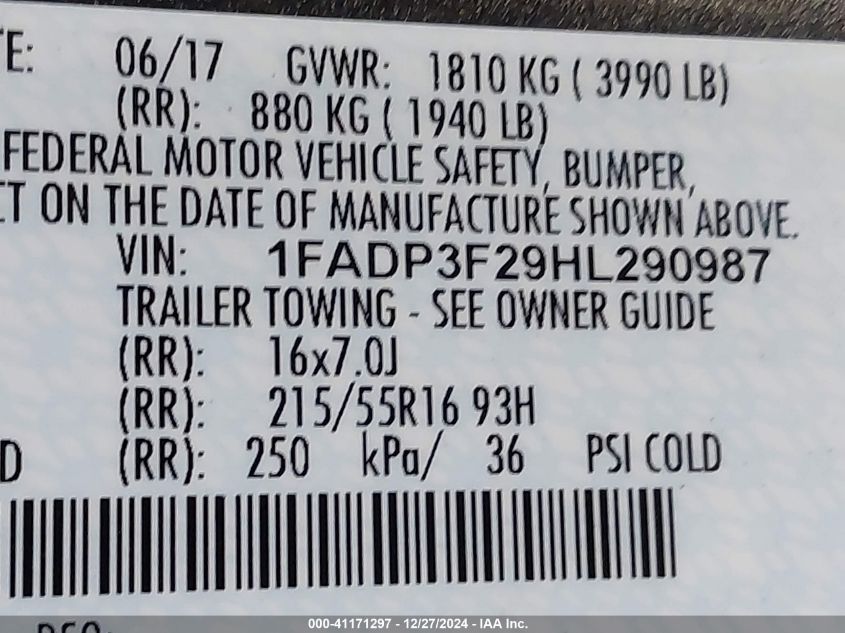 TE: 06/17 GVWR: 1810 KG ( 3990 LB)
(RR): 880 KG ( 1940 LB)
FEDERAL MOTOR VEHICLE SAFETY, BUMPER,
CT ON THE DATE OF MANUFACTURE SHOWN ABOVE.
VIN: 1FADP3F29HL290987
TRAILER TOWING - SEE OWNER GUIDE
(RR): 16x7.0J
(RR): 215/55R16 93H
D (RR): 250 kPa/ 36 PSI COLD
000-41171297 - 12/27/2024 - IAA Inc.